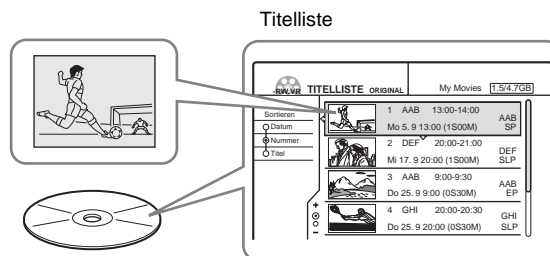 Titelliste
-RWVR TITELLISTE ORIGINAL My Movies 1.5/4.7GB
Sortieren
Datum
Nummer
Titel
1 AAB 13:00-14:00
Mo 5. 9 13:00 (1S00M)
AAB
SP
2 DEF 20:00-21:00
Mi 17. 9 20:00 (1S00M)
DEF
SLP
3 AAB 9:00-9:30
Do 25. 9 9:00 (0S30M)
AAB
EP
4 GHI 20:00-20:30
Do 25. 9 20:00 (0S30M)
GHI
SLP